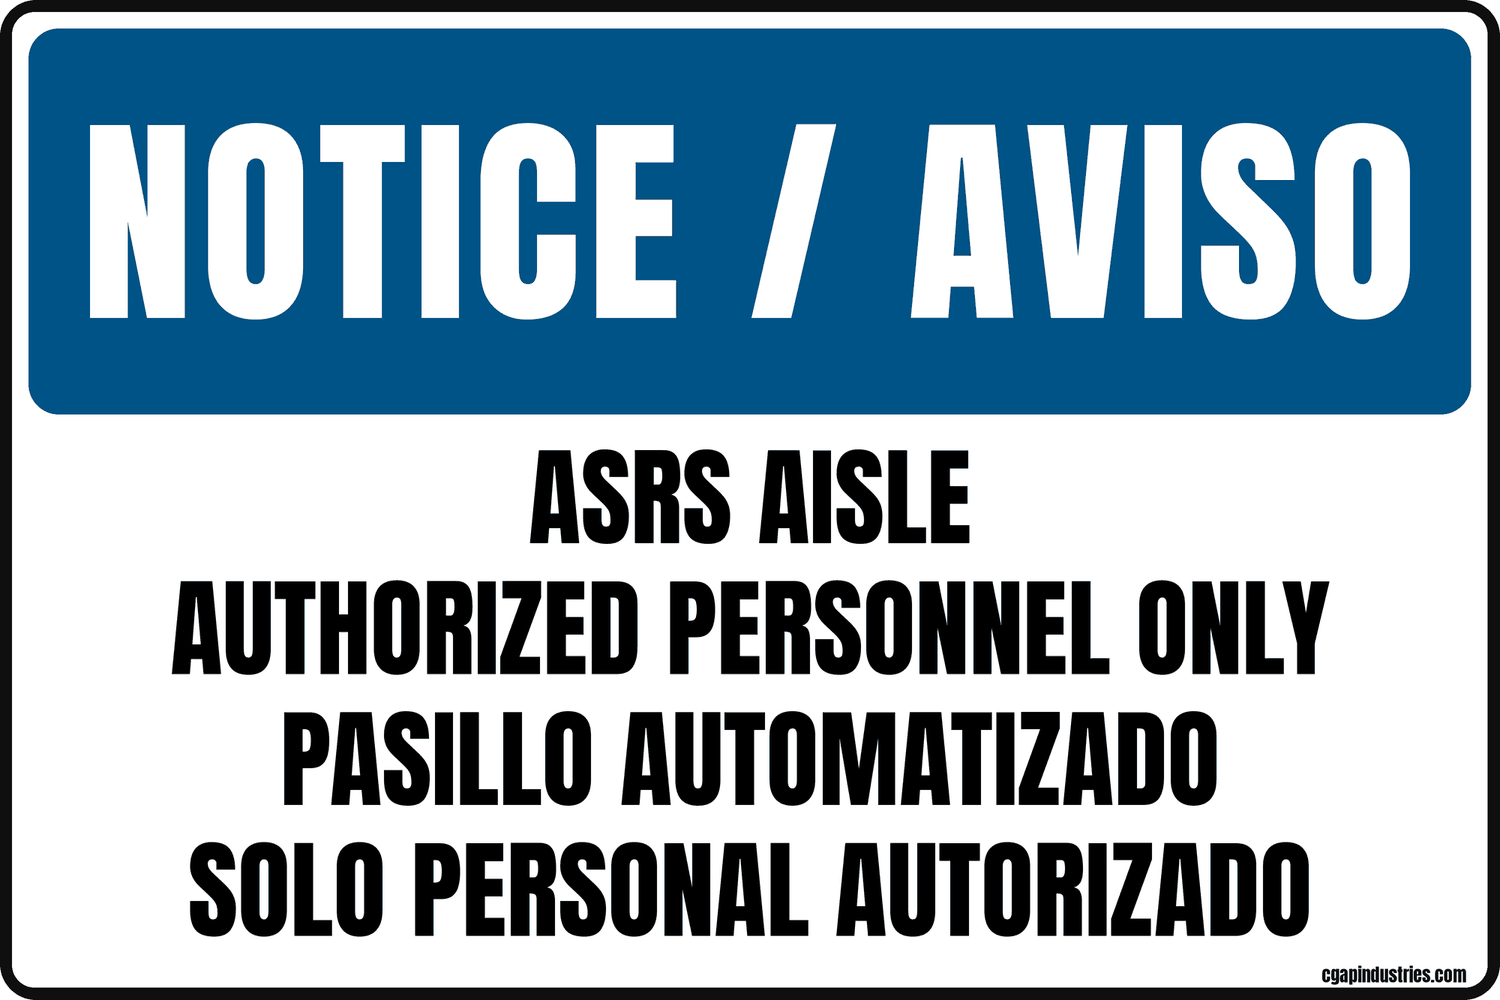 NOTICE / AVISO
ASRS AISLE
AUTHORIZED PERSONNEL ONLY
PASILLO AUTOMATIZADO
SOLO PERSONAL AUTORIZADO
cgapindustries.com